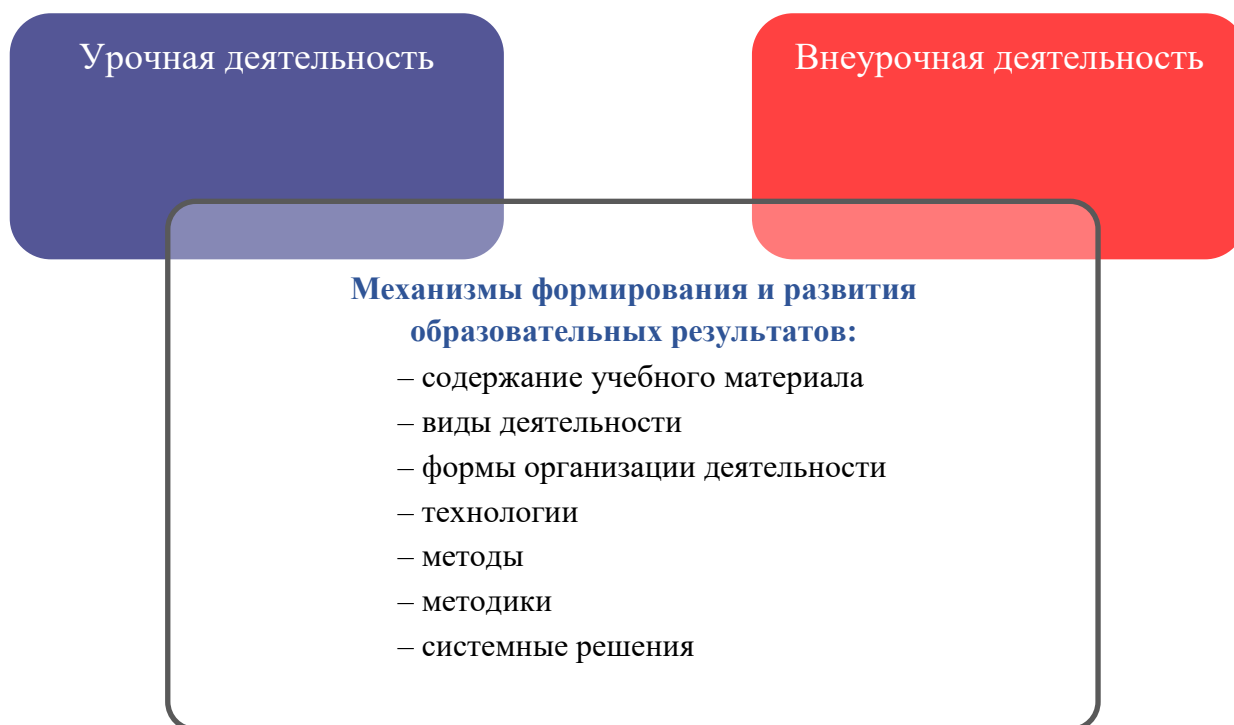 Урочная деятельность
Внеурочная деятельность
Механизмы формирования и развития
образовательных результатов:
– содержание учебного материала
– виды деятельности
– формы организации деятельности
– технологии
– методы
– методики
– системные решения